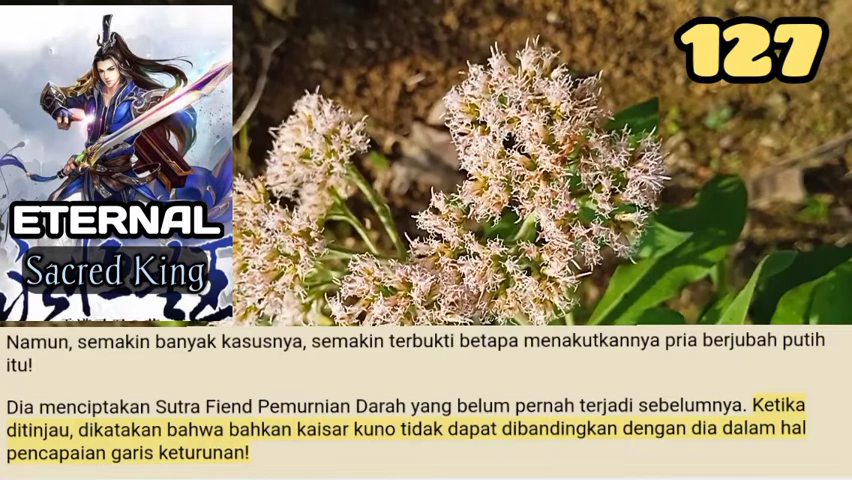 127
ETERNAL
Sacred King
Namun, semakin banyak kasusnya, semakin terbukti betapa menakutkannya pria berjubah putih
itu!
Dia menciptakan Sutra Fiend Pemurnian Darah yang belum pernah terjadi sebelumnya. Ketika
ditinjau, dikatakan bahwa bahkan kaisar kuno tidak dapat dibandingkan dengan dia dalam hal
pencapaian garis keturunan!